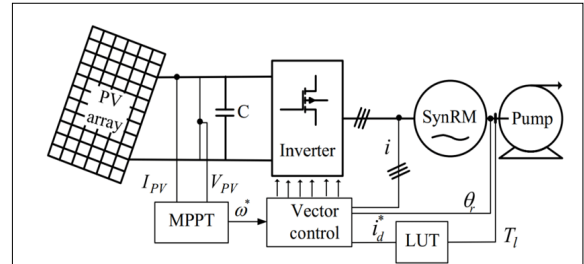 PV
array
C
Inverter
SynRM
Pump
i
I_PV
V_PV
θ_r
MPPT
ω*
Vector
control
i_d*
LUT
T_l